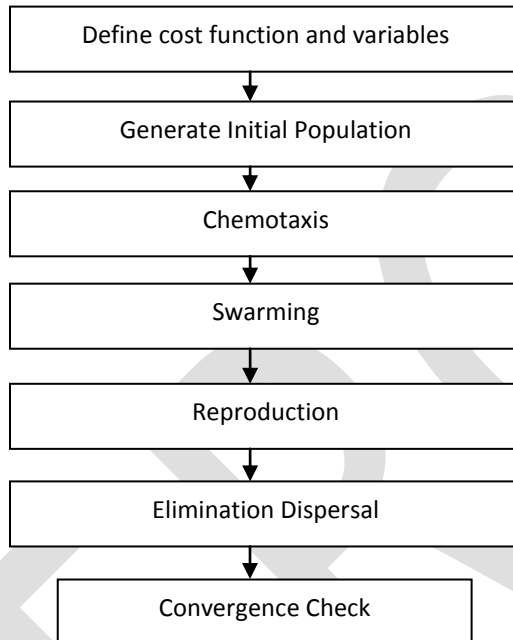 Define cost function and variables
Generate Initial Population
Chemotaxis
Swarming
Reproduction
Elimination Dispersal
Convergence Check